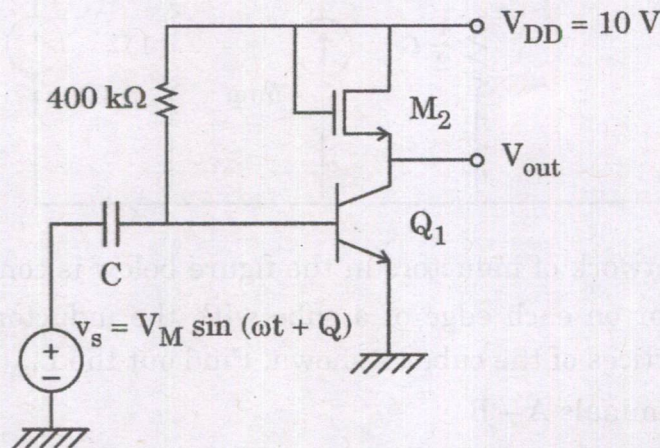 V_DD = 10 V
400 kΩ
M_2
V_out
Q_1
C
v_s = V_M sin (ωt + Q)
+
−